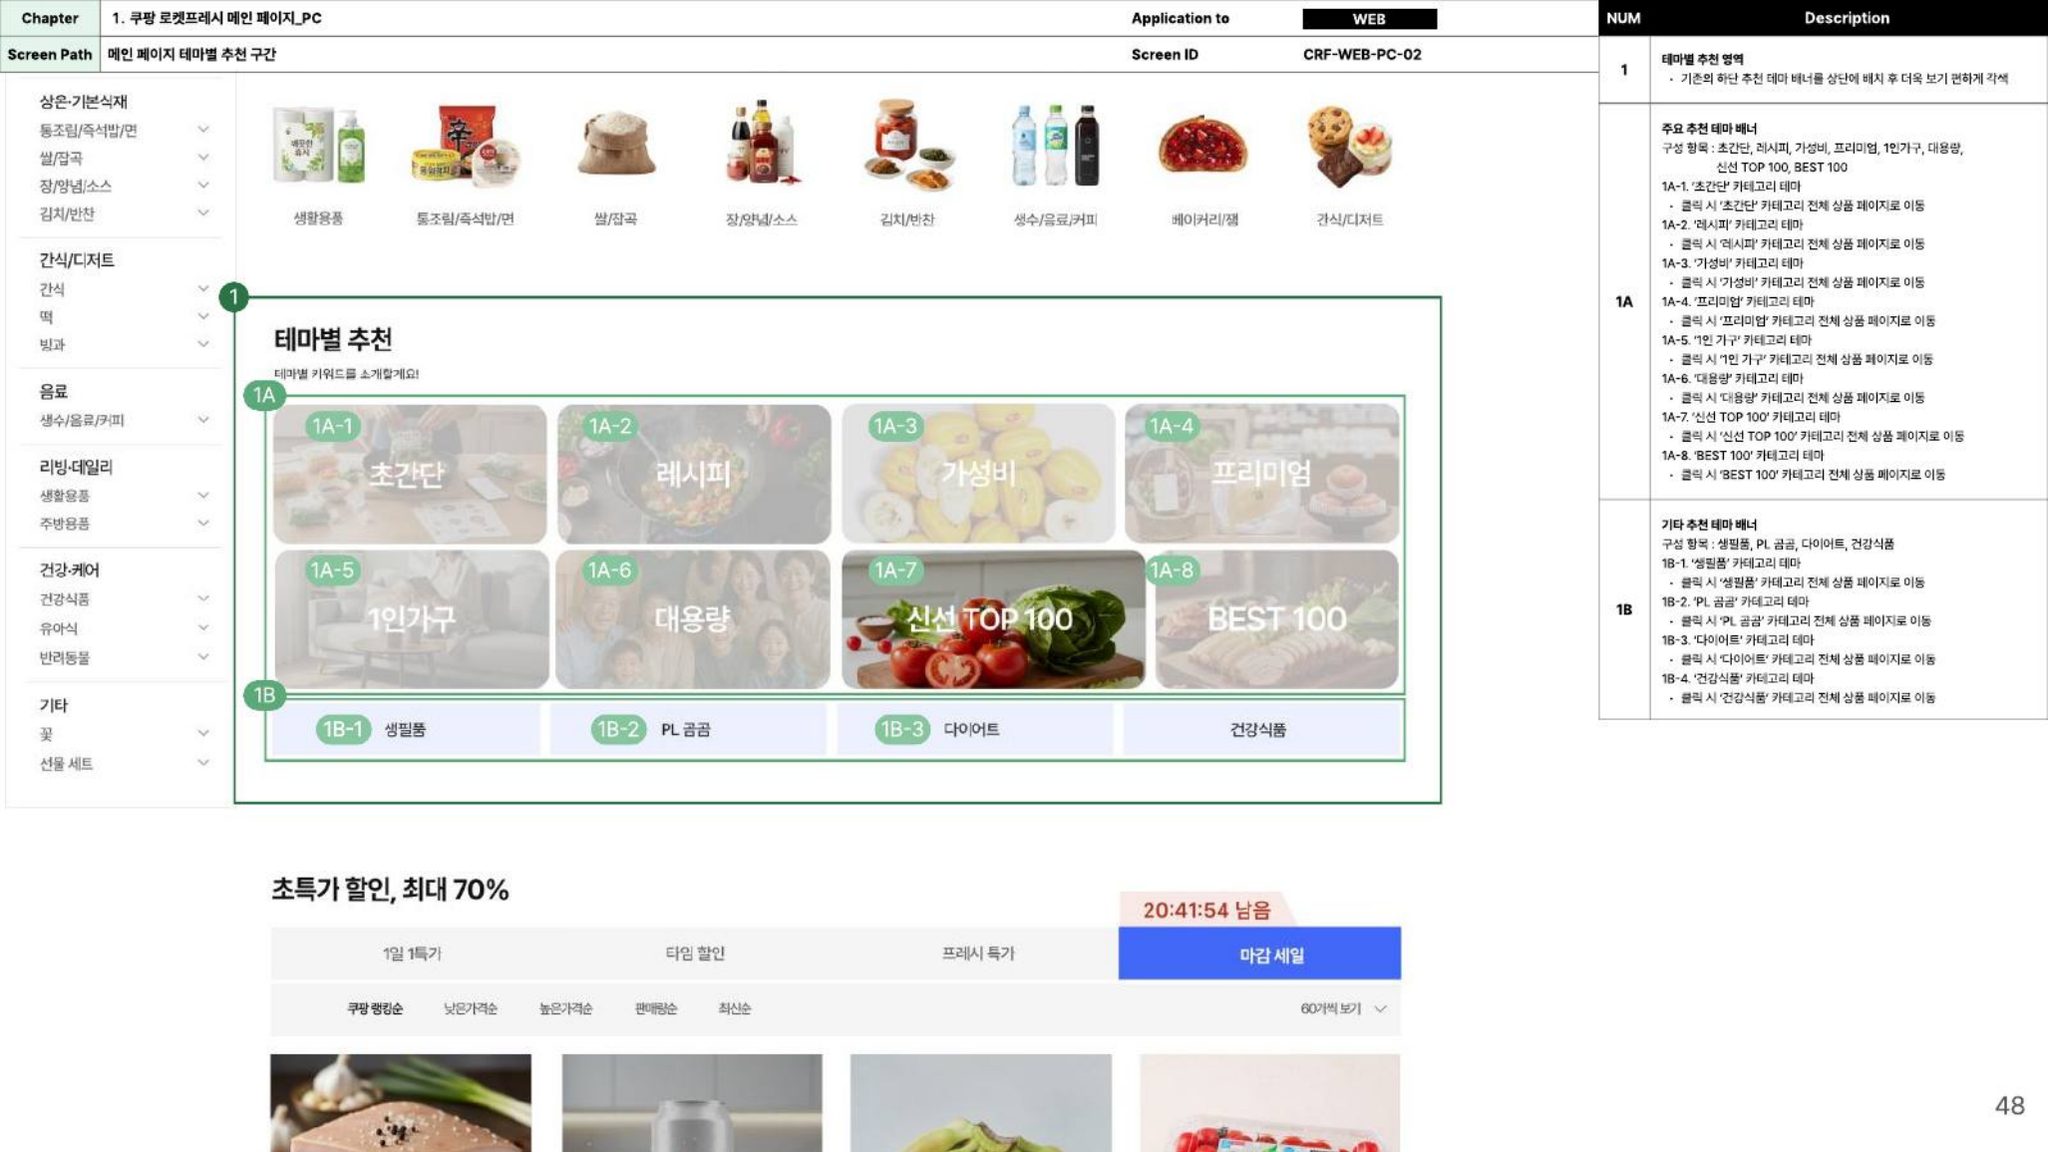 Chapter
1. 쿠팡 로켓프레시 메인 페이지_PC
Application to
WEB
Screen Path
메인 페이지 테마별 추천 구간
Screen ID
CRF-WEB-PC-02
상온·기본식재
통조림/즉석밥/면
쌀/잡곡
장/양념/소스
김치/반찬
간식/디저트
간식
떡
빙과
음료
생수/음료/커피
리빙·데일리
생활용품
주방용품
건강·케어
건강식품
유아식
반려동물
기타
꽃
선물 세트
생활용품
통조림/즉석밥/면
쌀/잡곡
장/양념/소스
김치/반찬
생수/음료/커피
베이커리/잼
간식/디저트
1
테마별 추천
테마별 키워드를 소개할게요!
1A
1A-1
초간단
1A-2
레시피
1A-3
가성비
1A-4
프리미엄
1A-5
1인가구
1A-6
대용량
1A-7
신선 TOP 100
1A-8
BEST 100
1B
1B-1 생필품
1B-2 PL 곰곰
1B-3 다이어트
건강식품
초특가 할인, 최대 70%
20:41:54 남음
1일 1특가
타임 할인
프레시 특가
마감 세일
쿠팡 랭킹순
낮은가격순
높은가격순
판매량순
최신순
60개씩 보기
NUM
Description
1
테마별 추천 영역
· 기존의 하단 추천 테마 배너를 상단에 배치 후 더욱 보기 편하게 각색
1A
주요 추천 테마 배너
구성 항목 : 초간단, 레시피, 가성비, 프리미엄, 1인가구, 대용량,
신선 TOP 100, BEST 100
1A-1. '초간단' 카테고리 테마
· 클릭 시 '초간단' 카테고리 전체 상품 페이지로 이동
1A-2. '레시피' 카테고리 테마
· 클릭 시 '레시피' 카테고리 전체 상품 페이지로 이동
1A-3. '가성비' 카테고리 테마
· 클릭 시 '가성비' 카테고리 전체 상품 페이지로 이동
1A-4. '프리미엄' 카테고리 테마
· 클릭 시 '프리미엄' 카테고리 전체 상품 페이지로 이동
1A-5. '1인 가구' 카테고리 테마
· 클릭 시 '1인 가구' 카테고리 전체 상품 페이지로 이동
1A-6. '대용량' 카테고리 테마
· 클릭 시 '대용량' 카테고리 전체 상품 페이지로 이동
1A-7. '신선 TOP 100' 카테고리 테마
· 클릭 시 '신선 TOP 100' 카테고리 전체 상품 페이지로 이동
1A-8. 'BEST 100' 카테고리 테마
· 클릭 시 'BEST 100' 카테고리 전체 상품 페이지로 이동
1B
기타 추천 테마 배너
구성 항목 : 생필품, PL 곰곰, 다이어트, 건강식품
1B-1. '생필품' 카테고리 테마
· 클릭 시 '생필품' 카테고리 전체 상품 페이지로 이동
1B-2. 'PL 곰곰' 카테고리 테마
· 클릭 시 'PL 곰곰' 카테고리 전체 상품 페이지로 이동
1B-3. '다이어트' 카테고리 테마
· 클릭 시 '다이어트' 카테고리 전체 상품 페이지로 이동
1B-4. '건강식품' 카테고리 테마
· 클릭 시 '건강식품' 카테고리 전체 상품 페이지로 이동
48